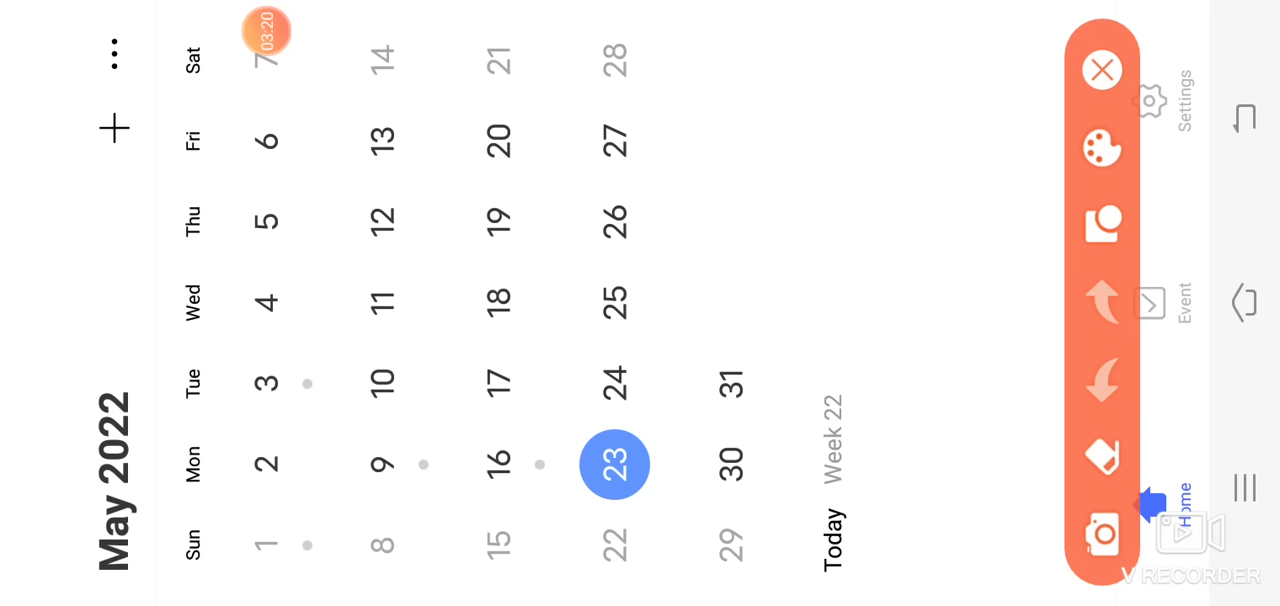 May 2022
Sun Mon Tue Wed Thu Fri Sat
1 2 3 4 5 6 7
8 9 10 11 12 13 14
15 16 17 18 19 20 21
22 23 24 25 26 27 28
29 30 31
Today Week 22
03:20
Home Event Settings
V RECORDER